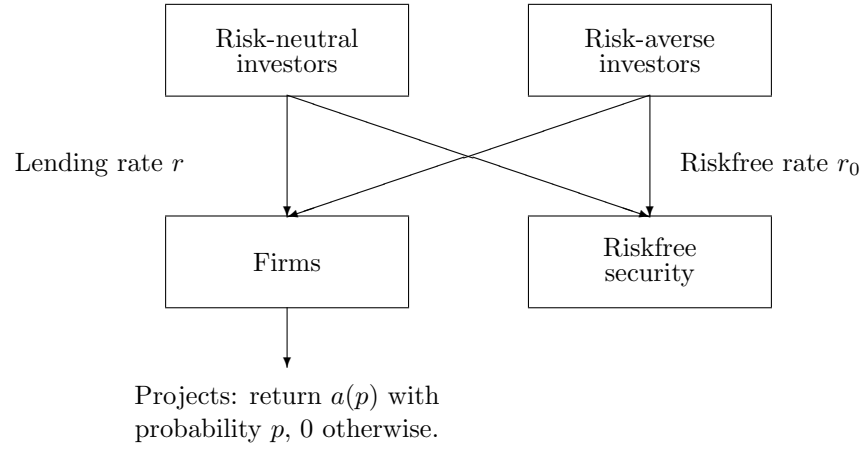 Risk-neutral
investors
Risk-averse
investors
Lending rate r
Riskfree rate r₀
Firms
Riskfree
security
Projects: return a(p) with
probability p, 0 otherwise.